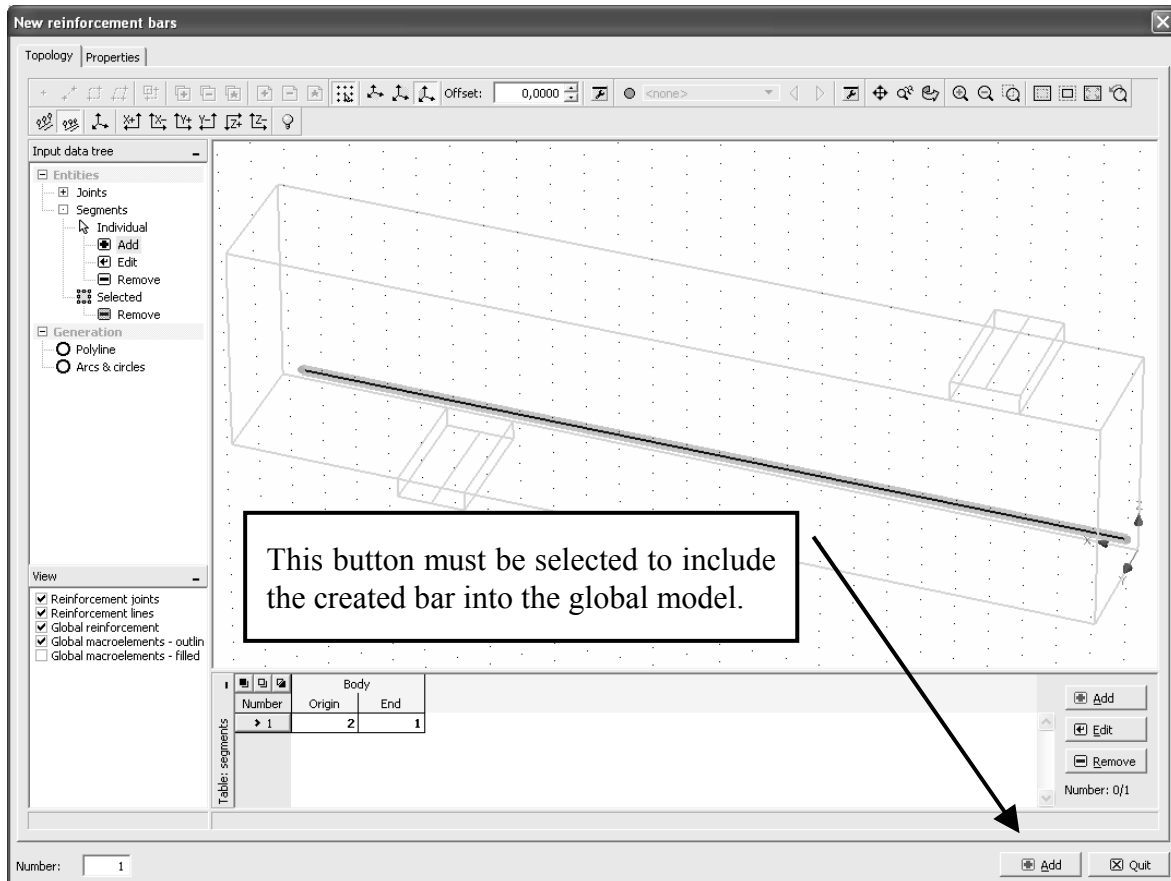 New reinforcement bars
Topology Properties
Offset: 0,0000 <none>
X+ X- Y+ Y- Z+ Z-
Input data tree
Entities
Joints
Segments
Individual
Add
Edit
Remove
Selected
Remove
Generation
Polyline
Arcs & circles
X Z Y
This button must be selected to include
the created bar into the global model.
View
Reinforcement joints
Reinforcement lines
Global reinforcement
Global macroelements - outlin
Global macroelements - filled
Table: segments
Body
Number Origin End
> 1 2 1
Add
Edit
Remove
Number: 0/1
Number: 1
Add Quit